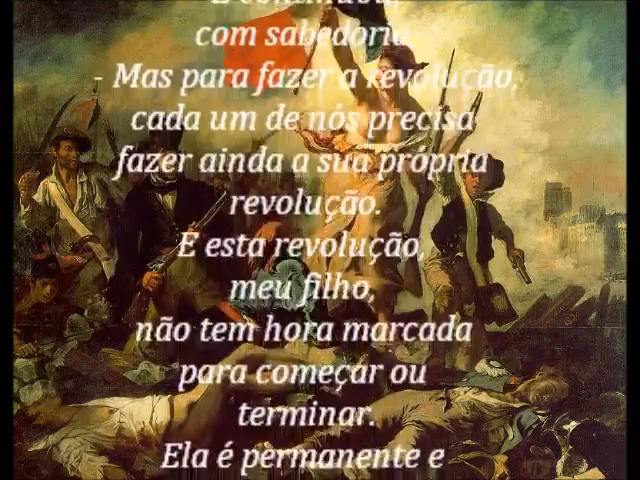 E continuou
com sabedoria
- Mas para fazer a revolução,
cada um de nós precisa
fazer ainda a sua própria
revolução.
E esta revolução,
meu filho,
não tem hora marcada
para começar ou
terminar.
Ela é permanente e